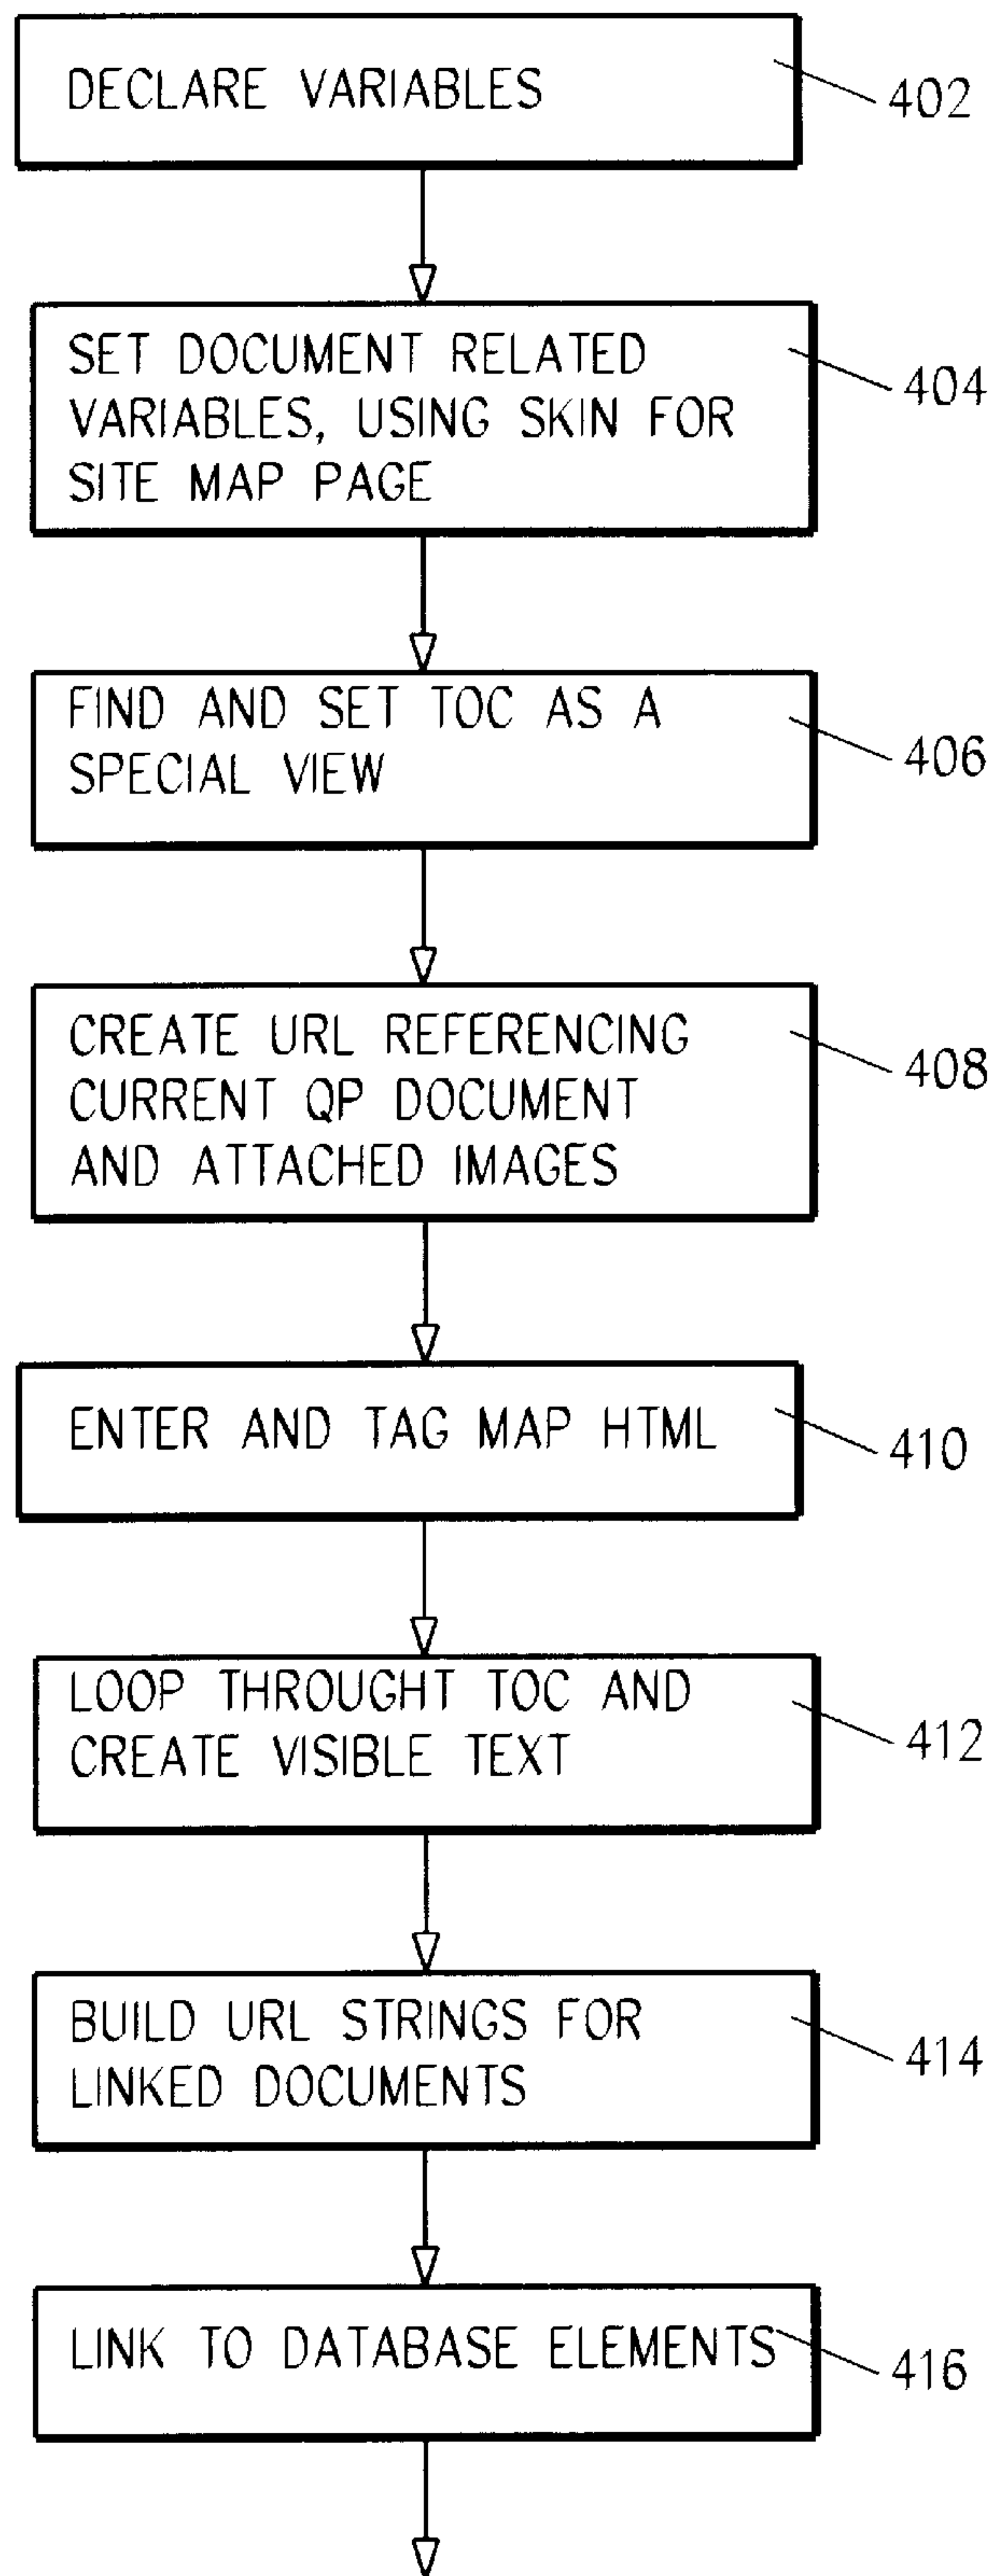 DECLARE VARIABLES
402
SET DOCUMENT RELATED
VARIABLES, USING SKIN FOR
SITE MAP PAGE
404
FIND AND SET TOC AS A
SPECIAL VIEW
406
CREATE URL REFERENCING
CURRENT QP DOCUMENT
AND ATTACHED IMAGES
408
ENTER AND TAG MAP HTML
410
LOOP THROUGHT TOC AND
CREATE VISIBLE TEXT
412
BUILD URL STRINGS FOR
LINKED DOCUMENTS
414
LINK TO DATABASE ELEMENTS
416